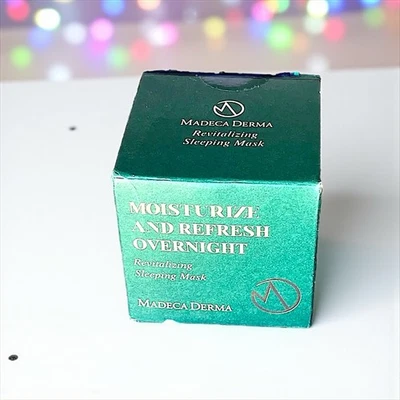 MADECA DERMA
Revitalizing
Sleeping Mask
MOISTURIZE
AND REFRESH
OVERNIGHT
Revitalizing
Sleeping Mask
MADECA DERMA